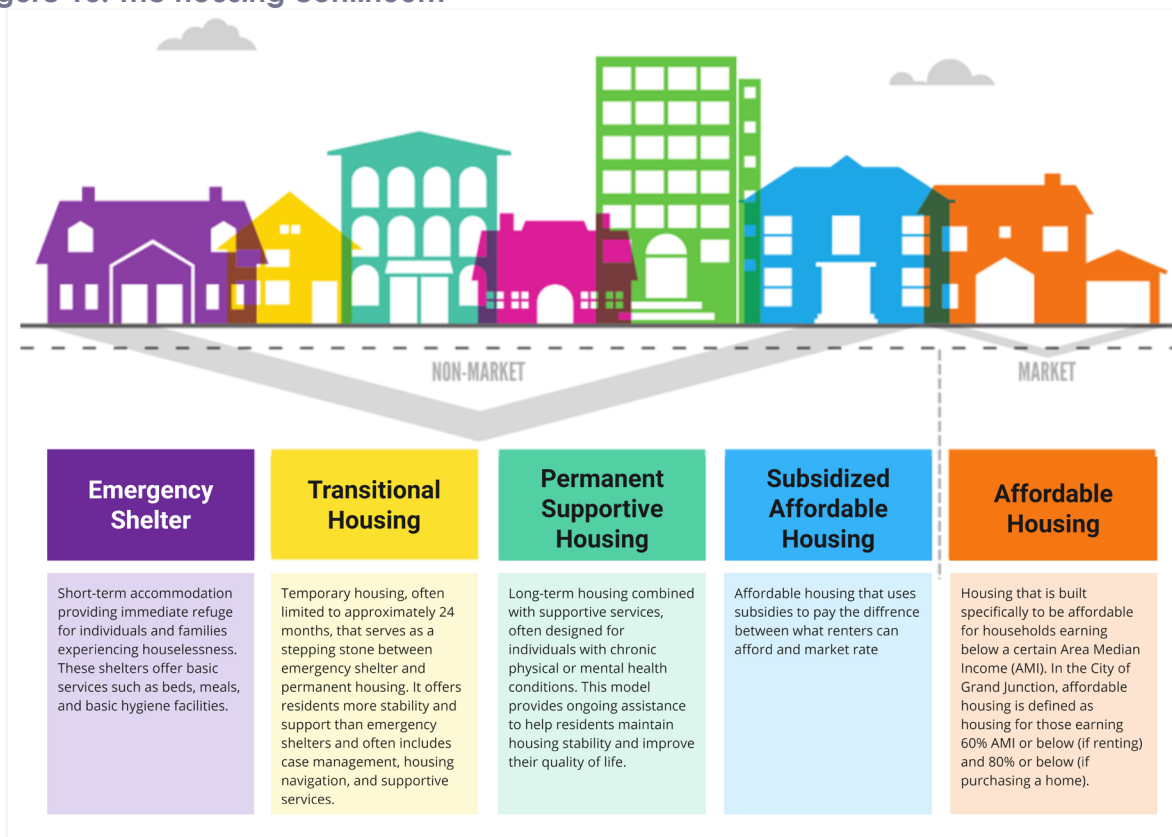 NON-MARKET
MARKET
Emergency
Shelter
Short-term accommodation
providing immediate refuge
for individuals and families
experiencing houselessness.
These shelters offer basic
services such as beds, meals,
and basic hygiene facilities.
Transitional
Housing
Temporary housing, often
limited to approximately 24
months, that serves as a
stepping stone between
emergency shelter and
permanent housing. It offers
residents more stability and
support than emergency
shelters and often includes
case management, housing
navigation, and supportive
services.
Permanent
Supportive
Housing
Long-term housing combined
with supportive services,
often designed for
individuals with chronic
physical or mental health
conditions. This model
provides ongoing assistance
to help residents maintain
housing stability and improve
their quality of life.
Subsidized
Affordable
Housing
Affordable housing that uses
subsidies to pay the diffrence
between what renters can
afford and market rate
Affordable
Housing
Housing that is built
specifically to be affordable
for households earning
below a certain Area Median
Income (AMI). In the City of
Grand Junction, affordable
housing is defined as
housing for those earning
60% AMI or below (if renting)
and 80% or below (if
purchasing a home).